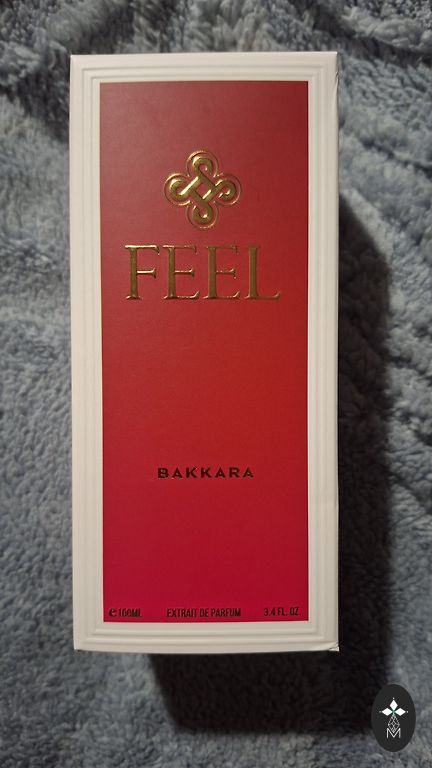 FEEL
BAKKARA
℮100ML EXTRAIT DE PARFUM 3.4 FL. OZ.